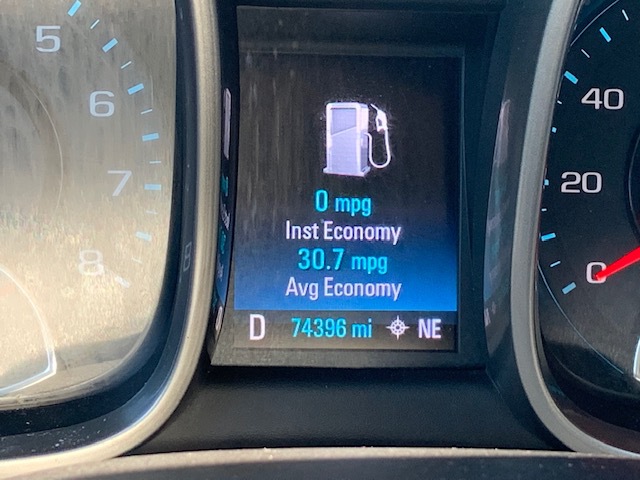 5
6
7
8
0 mpg
Inst Economy
30.7 mpg
Avg Economy
D 74396 mi NE
40
20
0